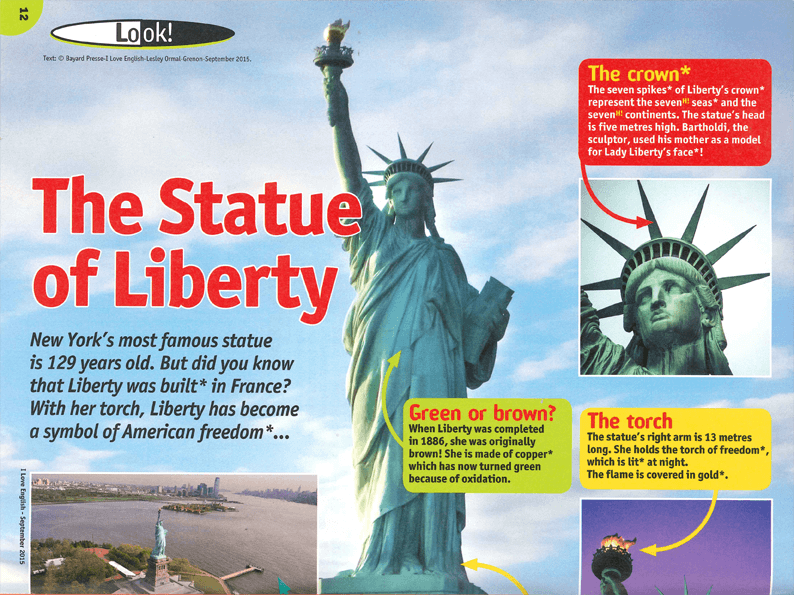 12
Look!
Text: © Bayard Presse-I Love English-Lesley Ormal-Grenon-September 2015.
The Statue
of Liberty
New York's most famous statue
is 129 years old. But did you know
that Liberty was built* in France?
With her torch, Liberty has become
a symbol of American freedom*...
The crown*
The seven spikes* of Liberty's crown*
represent the seven H! seas* and the
seven H! continents. The statue's head
is five metres high. Bartholdi, the
sculptor, used his mother as a model
for Lady Liberty's face*!
Green or brown?
When Liberty was completed
in 1886, she was originally
brown! She is made of copper*
which has now turned green
because of oxidation.
The torch
The statue's right arm is 13 metres
long. She holds the torch of freedom*,
which is lit* at night.
The flame is covered in gold*.
I Love English - September 2015